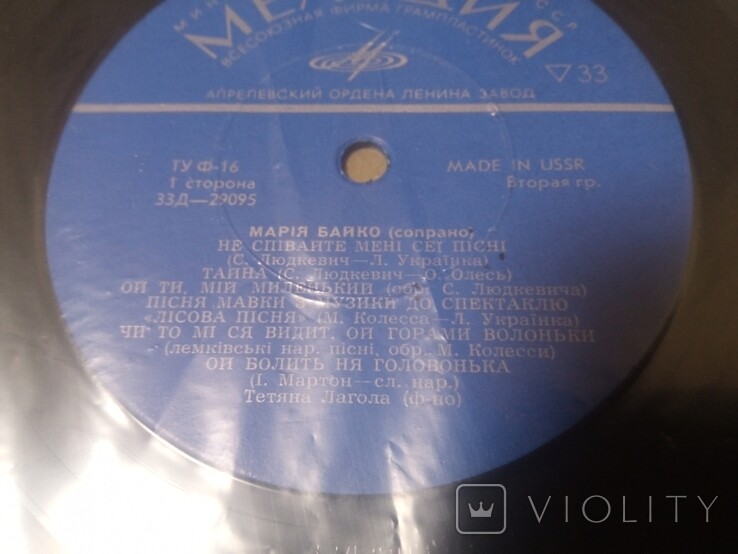 МЕЛОДИЯ
ВСЕСОЮЗНАЯ ФИРМА ГРАМПЛАСТИНОК
33
АПРЕЛЕВСКИЙ ОРДЕНА ЛЕНИНА ЗАВОД
ТУ Ф-16
1 сторона
33Д—29095
MADE IN USSR
Вторая гр.
МАРІЯ БАЙКО (сопрано)
НЕ СПІВАЙТЕ МЕНІ СЕЇ ПІСНІ
(С. Людкевич—Л. Українка)
ТАЙНА (С. Людкевич—О. Олесь)
ОЙ ТИ, МІЙ МИЛЕНЬКИЙ (обр. С. Людкевича)
ПІСНЯ МАВКИ З МУЗИКИ ДО СПЕКТАКЛЮ
«ЛІСОВА ПІСНЯ» (М. Колесса—Л. Українка)
ЧИ ТО МІ СЯ ВИДИТ, ОЙ ГОРАМИ ВОЛОНЬКИ
(лемківські нар. пісні, обр. М. Колесси)
ОЙ БОЛИТЬ НЯ ГОЛОВОНЬКА
(І. Мартон—сл. нар.)
Тетяна Лагола (ф-но)
VIOLITY